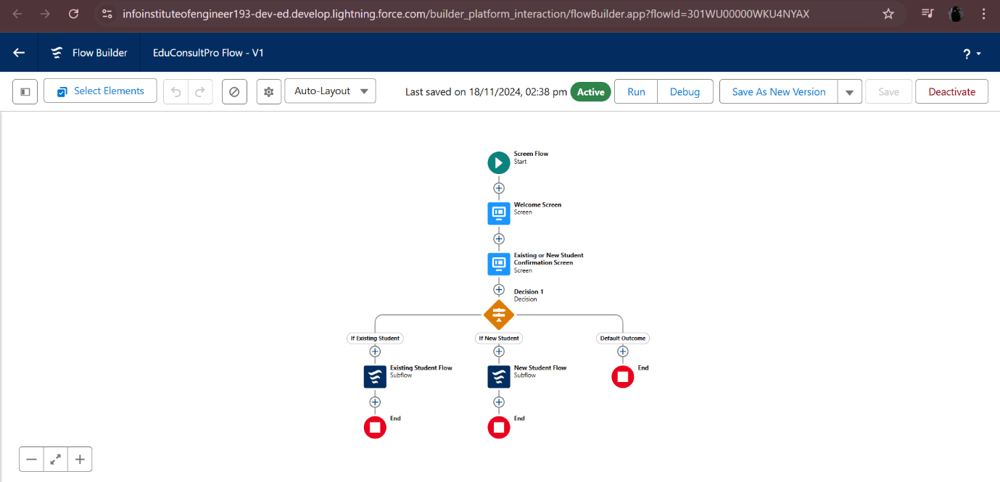 infoinstituteofengineer193-dev-ed.develop.lightning.force.com/builder_platform_interaction/flowBuilder.app?flowId=301WU00000WKU4NYAX
Flow Builder
EduConsultPro Flow - V1
?
Select Elements
Auto-Layout
Last saved on 18/11/2024, 02:38 pm
Active
Run
Debug
Save As New Version
Save
Deactivate
Screen Flow
Start
Welcome Screen
Screen
Existing or New Student
Confirmation Screen
Screen
Decision 1
Decision
If Existing Student
If New Student
Default Outcome
Existing Student Flow
Subflow
New Student Flow
Subflow
End
End
End